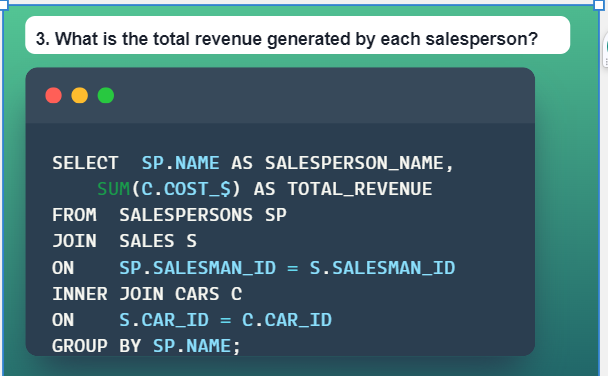 3. What is the total revenue generated by each salesperson?
SELECT  SP.NAME AS SALESPERSON_NAME,
    SUM(C.COST_$) AS TOTAL_REVENUE
FROM  SALESPERSONS SP
JOIN  SALES S
ON    SP.SALESMAN_ID = S.SALESMAN_ID
INNER JOIN CARS C
ON    S.CAR_ID = C.CAR_ID
GROUP BY SP.NAME;